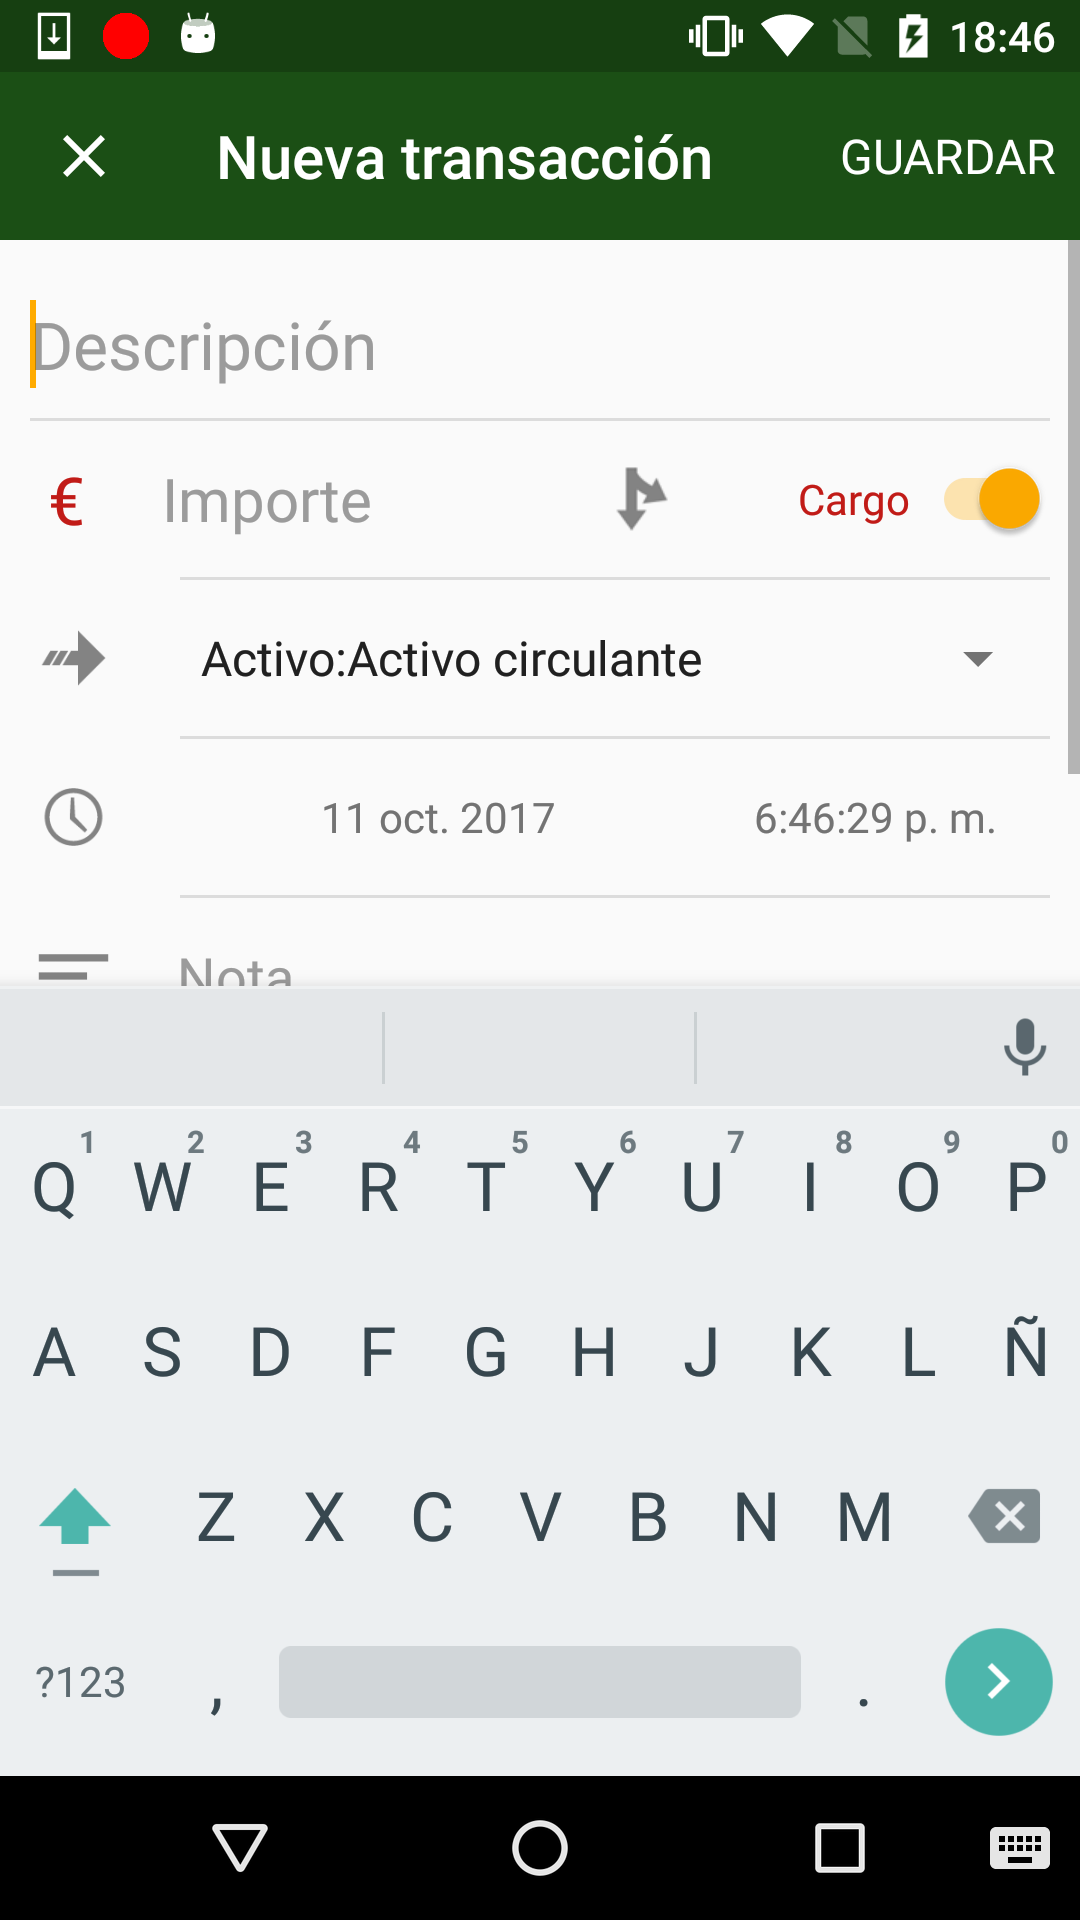 18:46
Nueva transacción GUARDAR
Descripción
€ Importe Cargo
Activo:Activo circulante
11 oct. 2017 6:46:29 p. m.
Nota
1 2 3 4 5 6 7 8 9 0
Q W E R T Y U I O P
A S D F G H J K L Ñ
Z X C V B N M
?123 , .